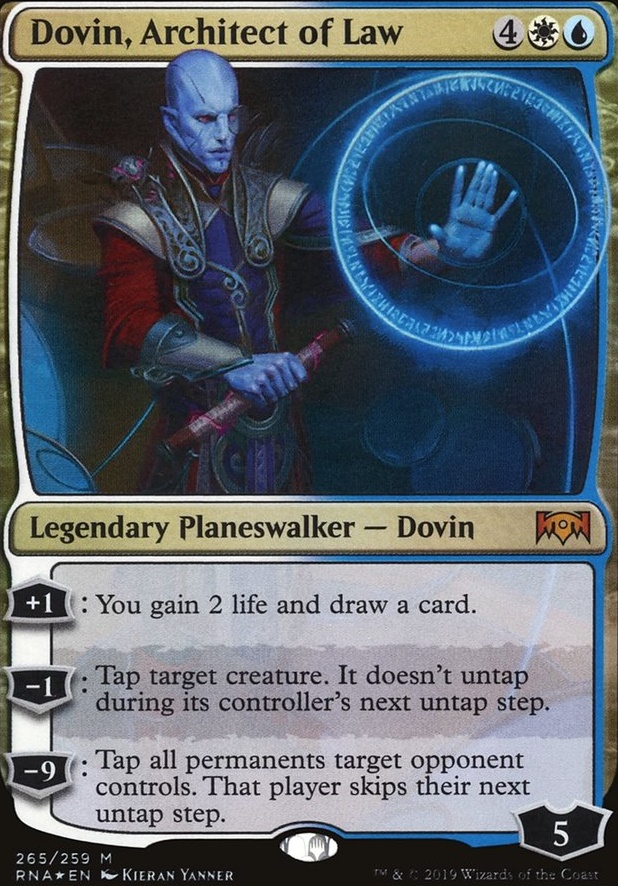 Dovin, Architect of Law 4
Legendary Planeswalker — Dovin
+1 : You gain 2 life and draw a card.
−1 : Tap target creature. It doesn't untap
during its controller's next untap step.
−9 : Tap all permanents target opponent
controls. That player skips their next
untap step.
5
265/259 M
RNA★EN Kieran Yanner ™ & © 2019 Wizards of the Coast